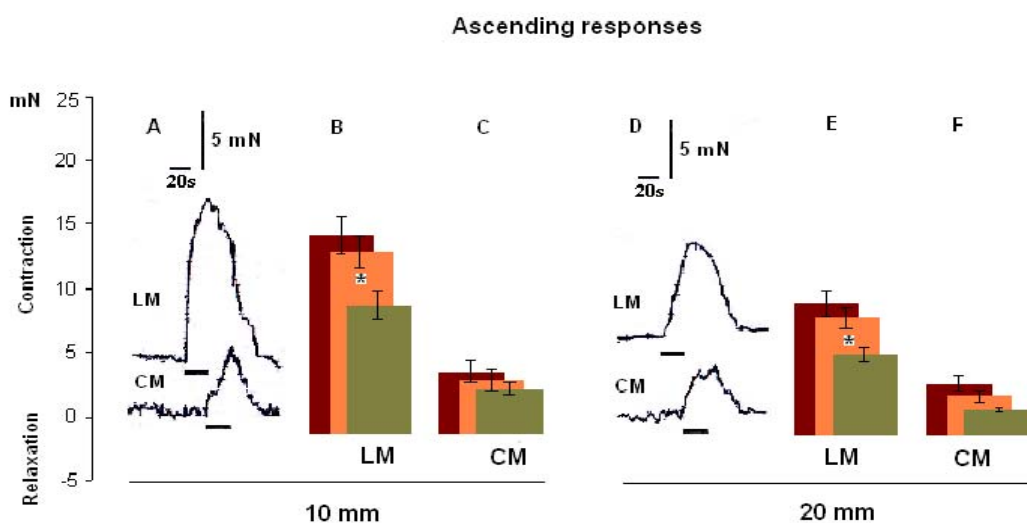 Ascending responses
mN
25
20
15
10
5
0
-5
Contraction
Relaxation
A
5 mN
20s
LM
CM
B
*
LM
C
CM
10 mm
D
5 mN
20s
LM
CM
E
*
LM
F
CM
20 mm